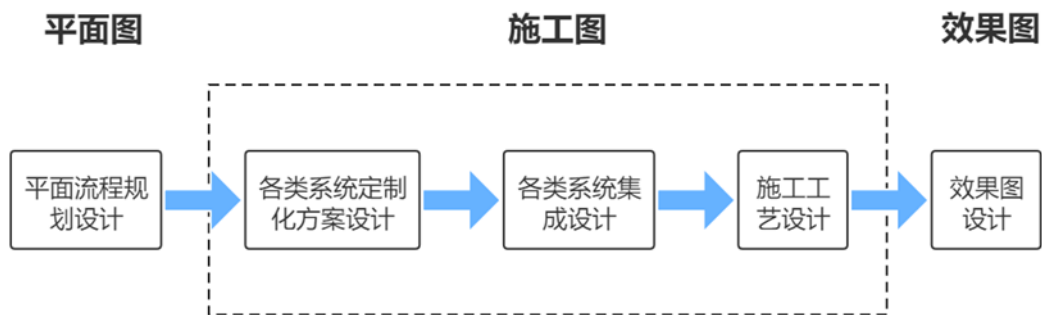 平面图
施工图
效果图
平面流程规
划设计
各类系统定制
化方案设计
各类系统集
成设计
施工工
艺设计
效果图
设计